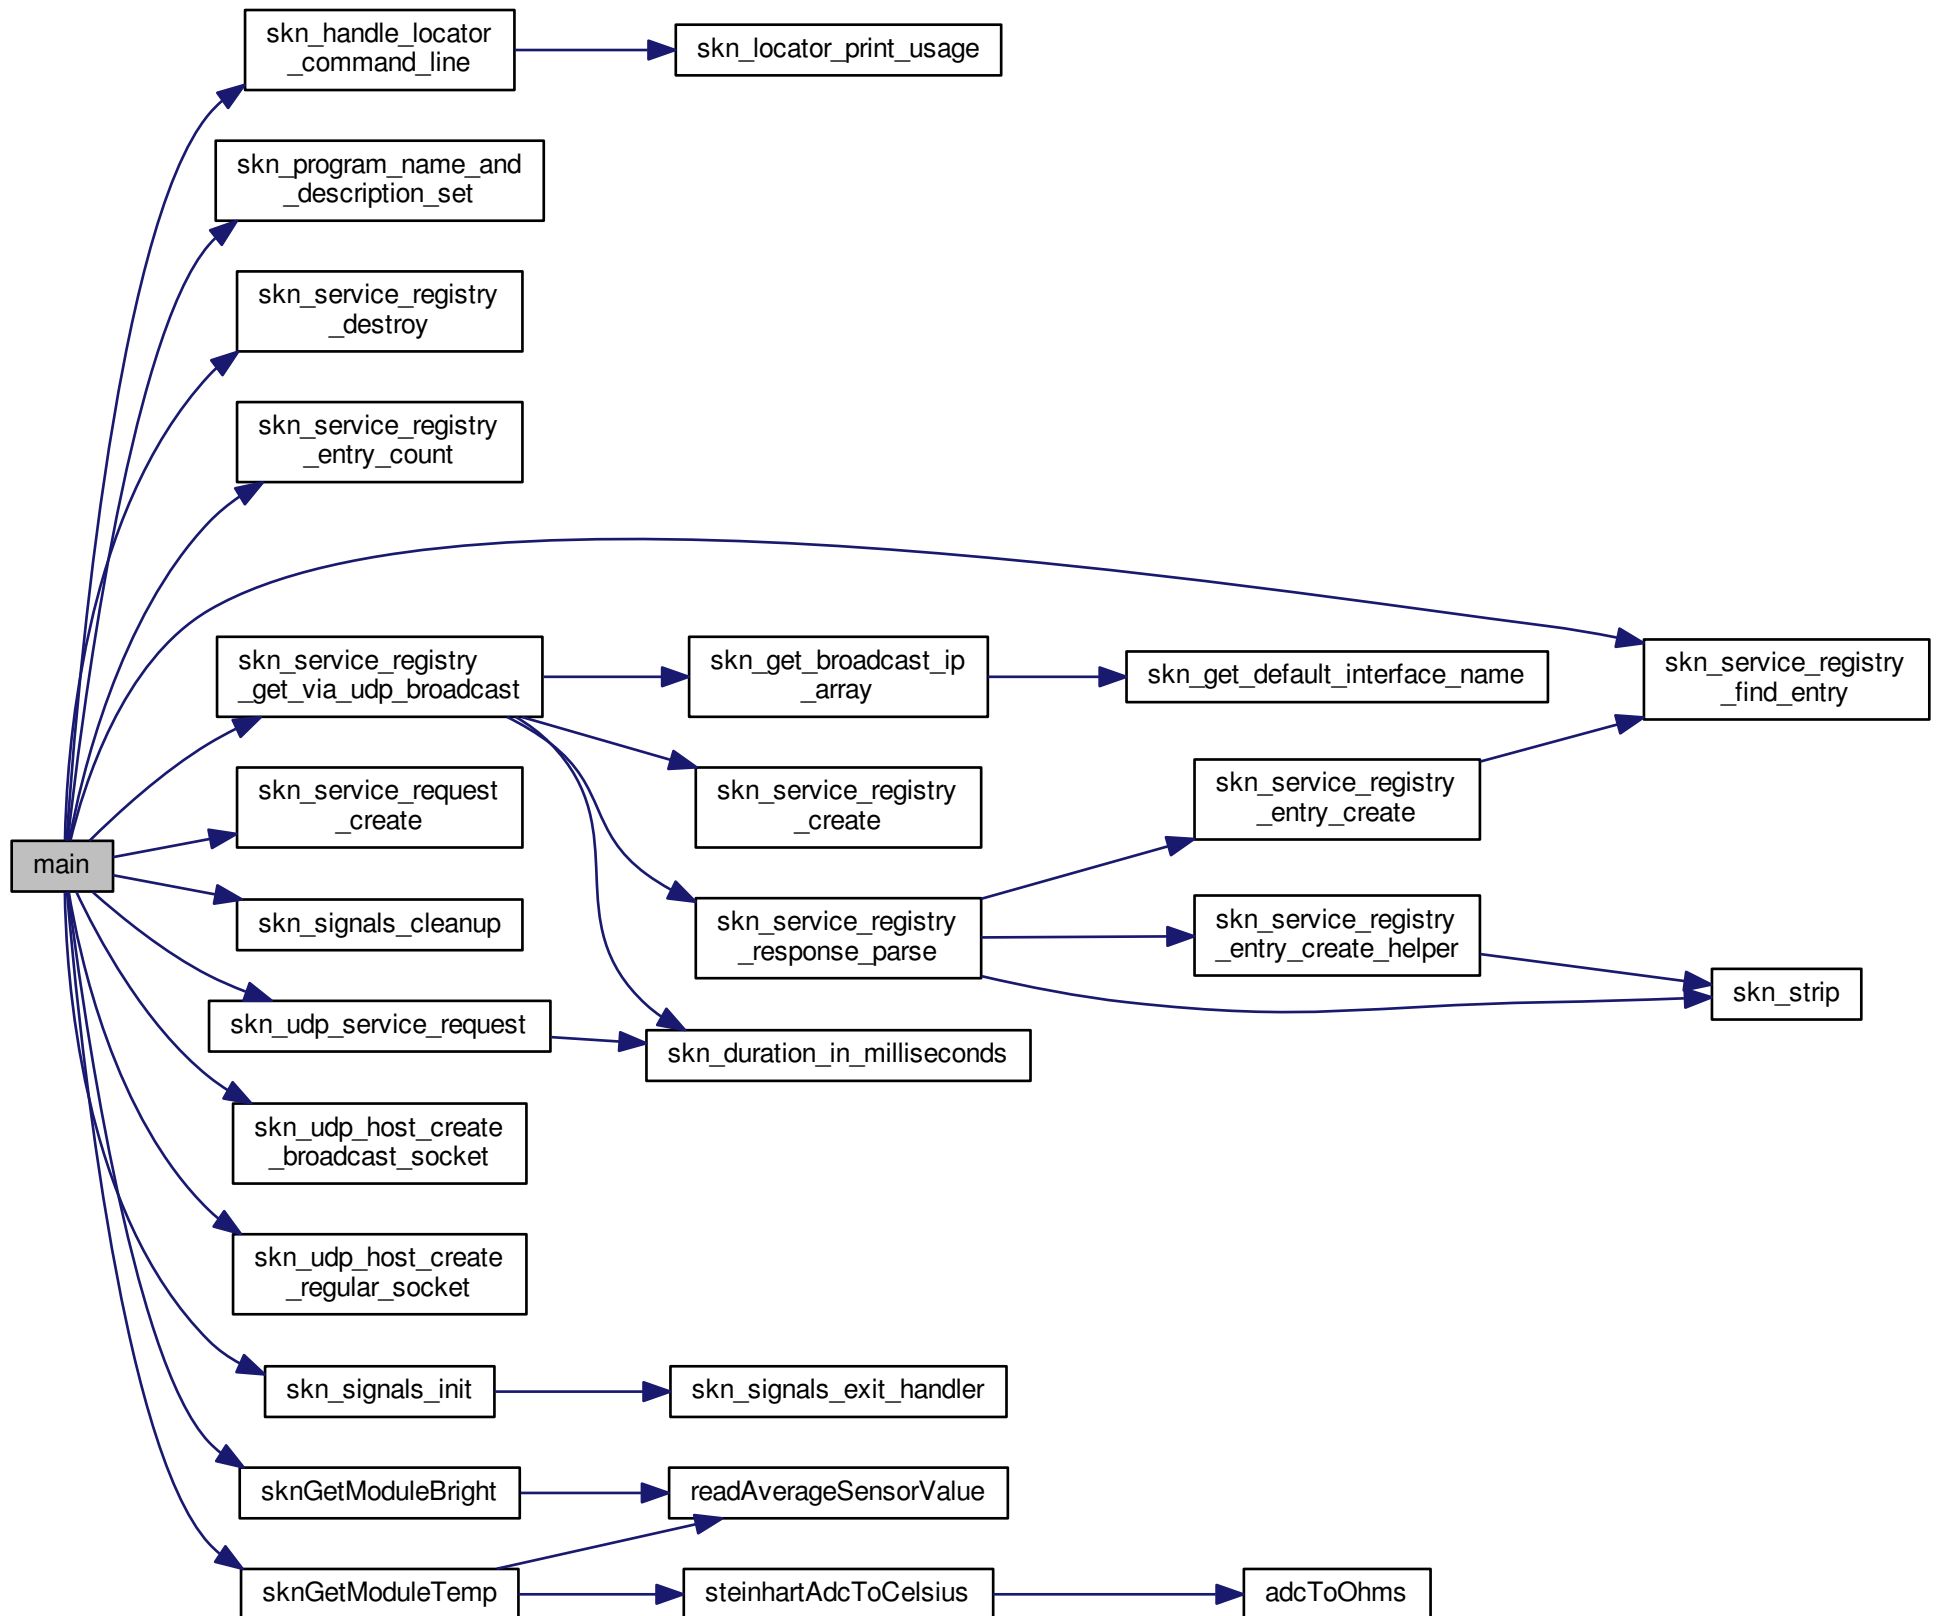 skn_handle_locator
_command_line
skn_locator_print_usage
skn_program_name_and
_description_set
skn_service_registry
_destroy
skn_service_registry
_entry_count
skn_service_registry
_get_via_udp_broadcast
skn_get_broadcast_ip
_array
skn_get_default_interface_name
skn_service_registry
_find_entry
skn_service_request
_create
skn_service_registry
_create
skn_service_registry
_entry_create
main
skn_signals_cleanup
skn_service_registry
_response_parse
skn_service_registry
_entry_create_helper
skn_strip
skn_udp_service_request
skn_duration_in_milliseconds
skn_udp_host_create
_broadcast_socket
skn_udp_host_create
_regular_socket
skn_signals_init
skn_signals_exit_handler
sknGetModuleBright
readAverageSensorValue
sknGetModuleTemp
steinhartAdcToCelsius
adcToOhms